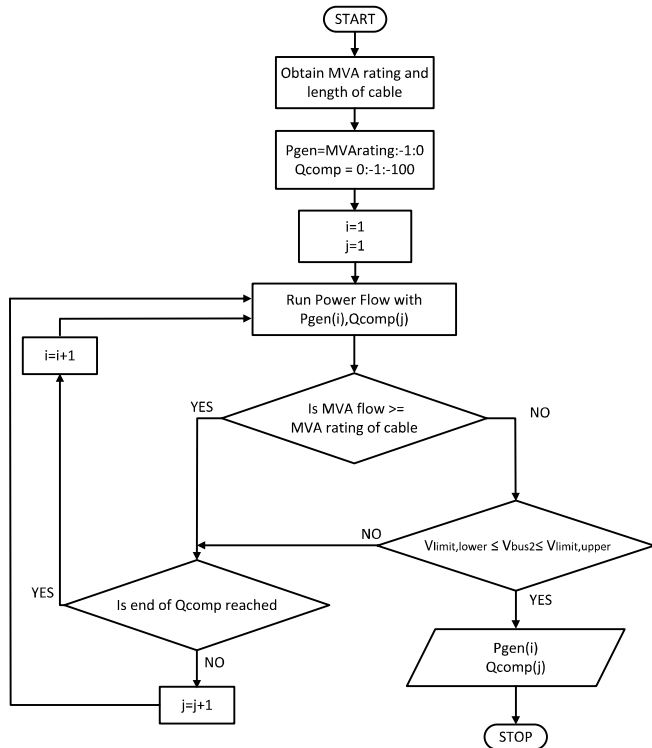 START
Obtain MVA rating and
length of cable
Pgen=MVArating:-1:0
Qcomp = 0:-1:-100
i=1
j=1
Run Power Flow with
Pgen(i),Qcomp(j)
i=i+1
Is MVA flow >=
MVA rating of cable
YES
NO
Vlimit,lower ≤ Vbus2≤ Vlimit,upper
NO
YES
Is end of Qcomp reached
YES
NO
j=j+1
Pgen(i)
Qcomp(j)
STOP